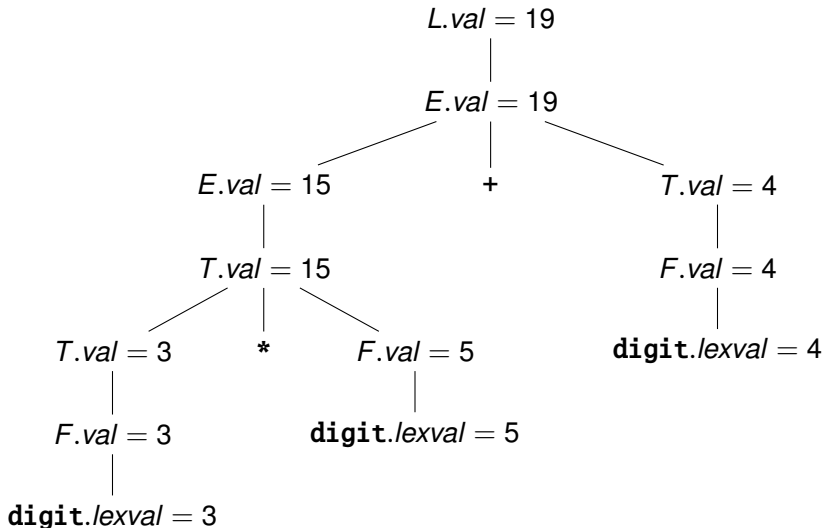 L.val = 19
E.val = 19
E.val = 15 + T.val = 4
T.val = 15 F.val = 4
T.val = 3 * F.val = 5 digit.lexval = 4
F.val = 3 digit.lexval = 5
digit.lexval = 3